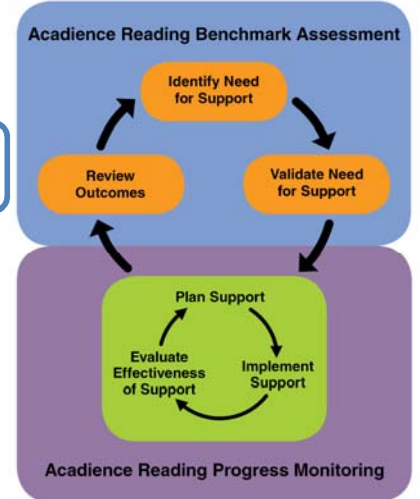 Acadience Reading Benchmark Assessment
Identify Need
for Support
Validate Need
for Support
Review
Outcomes
Plan Support
Implement
Support
Evaluate
Effectiveness
of Support
Acadience Reading Progress Monitoring